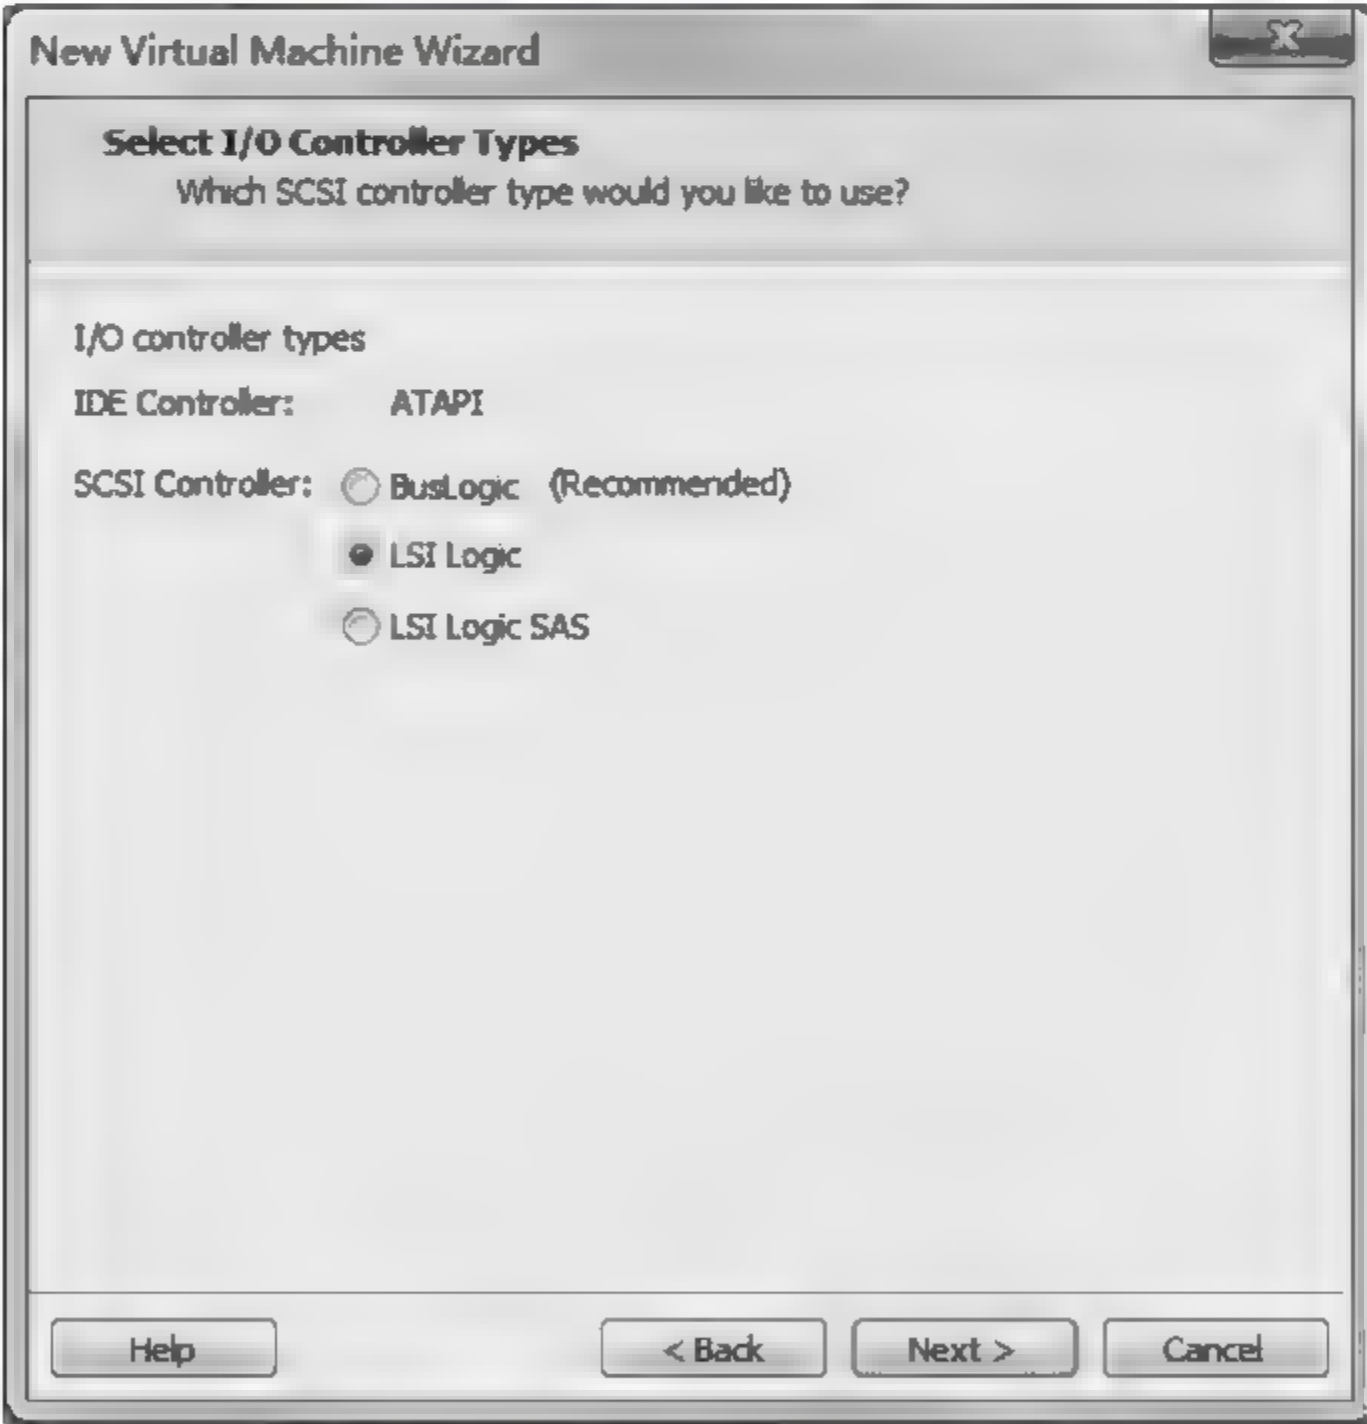 New Virtual Machine Wizard
Select I/O Controller Types
Which SCSI controller type would you like to use?
I/O controller types
IDE Controller: ATAPI
SCSI Controller: BusLogic (Recommended)
LSI Logic
LSI Logic SAS
Help < Back Next > Cancel